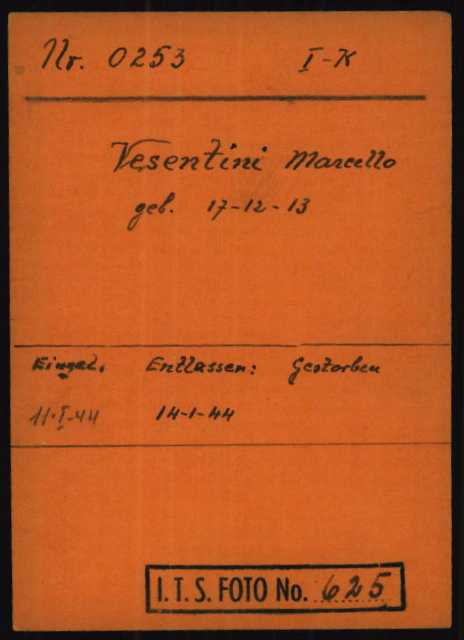 Nr. 0253 I-K
Vesentini Marcello
geb. 17-12-13
Eingel. Entlassen: Gestorben
11.I-44 14-1-44
I.T.S. FOTO No. 625